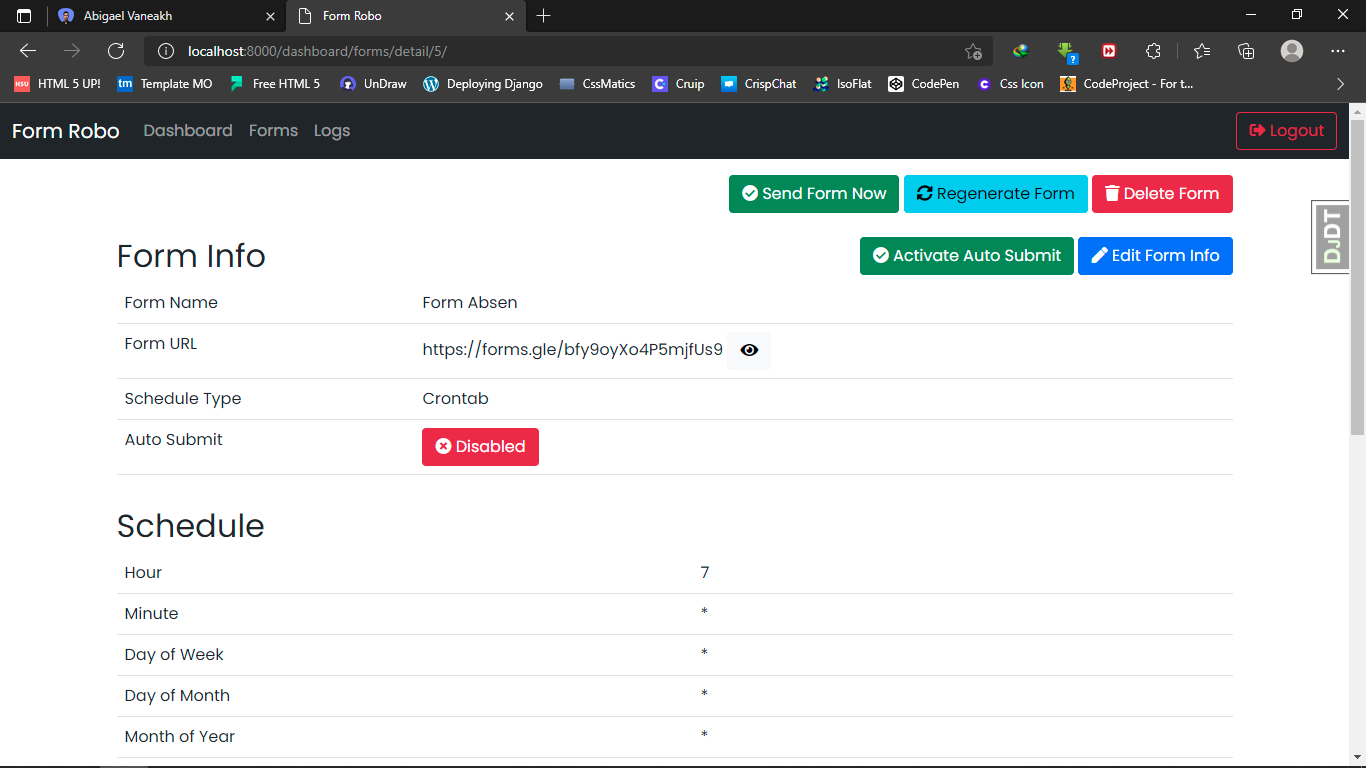 Abigael Vaneakh
Form Robo
localhost:8000/dashboard/forms/detail/5/
?
HSU HTML 5 UP!
tm Template MO
Free HTML 5
UnDraw
Deploying Django
CssMatics
Cruip
CrispChat
IsoFlat
CodePen
Css Icon
CodeProject - For t...
Form Robo Dashboard Forms Logs Logout
Send Form Now Regenerate Form Delete Form
DJDT
Form Info Activate Auto Submit Edit Form Info
Form Name Form Absen
Form URL https://forms.gle/bfy9oyXo4P5mjfUs9
Schedule Type Crontab
Auto Submit Disabled
Schedule
Hour 7
Minute *
Day of Week *
Day of Month *
Month of Year *